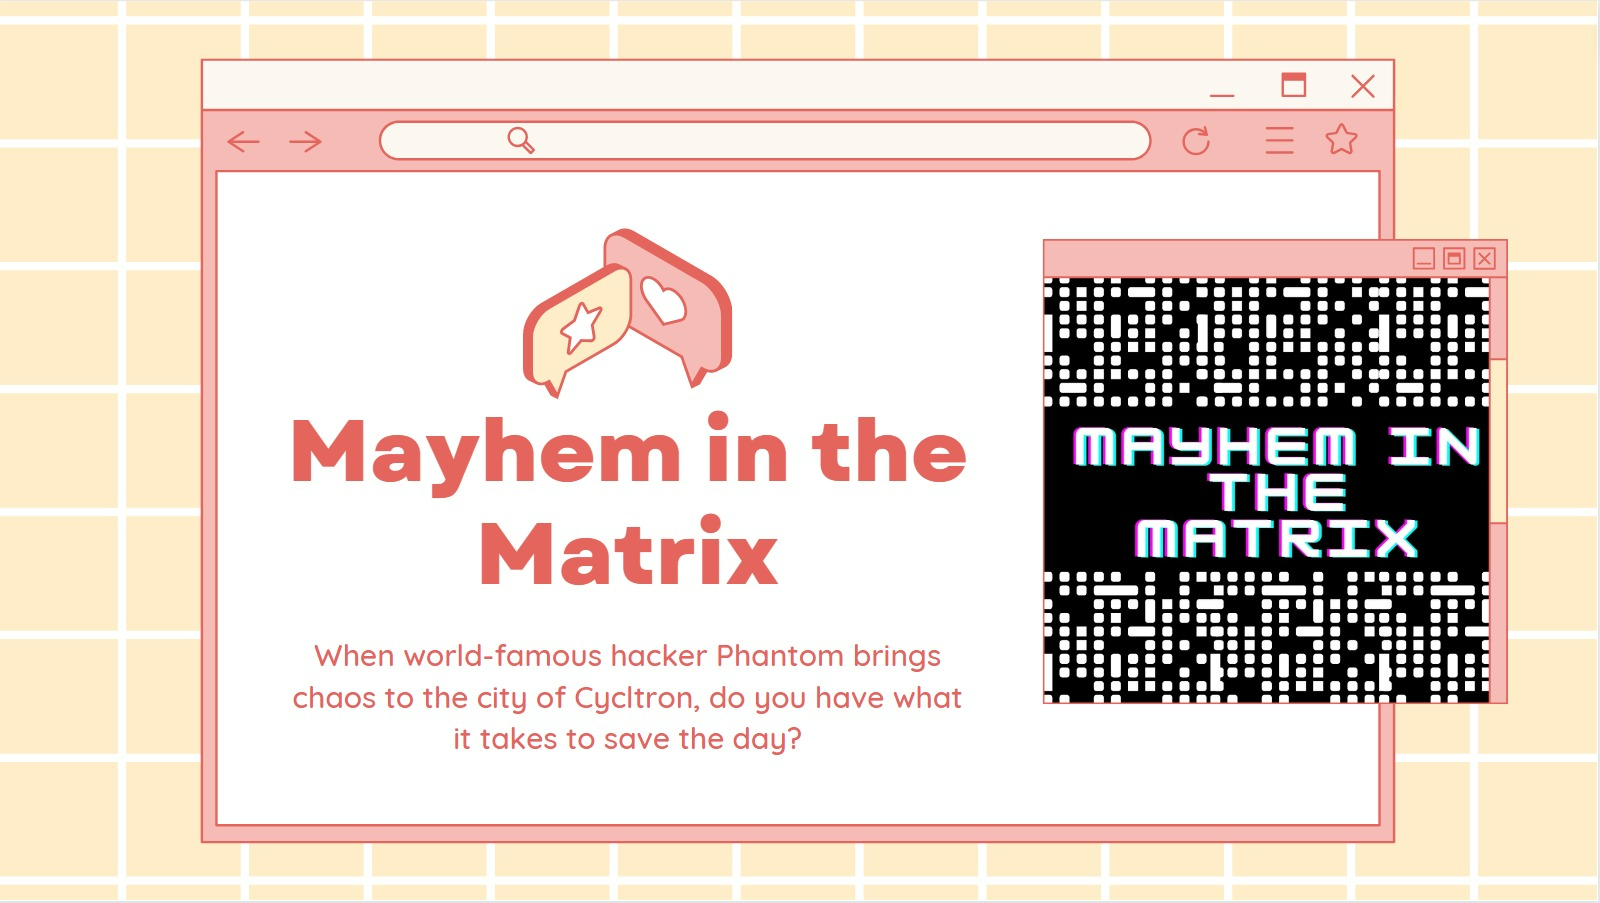 Mayhem in the
Matrix
When world-famous hacker Phantom brings
chaos to the city of Cycltron, do you have what
it takes to save the day?
MAYHEM IN
THE
MATRIX